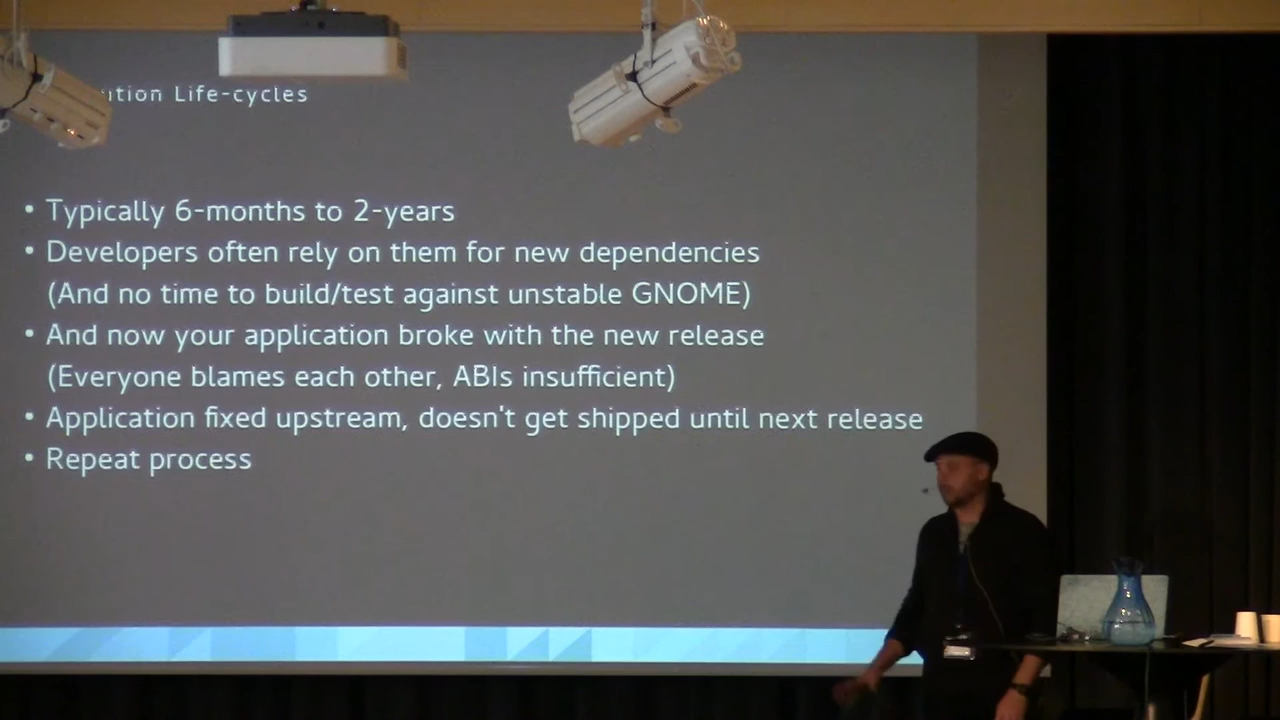 Life-cycles
• Typically 6-months to 2-years
• Developers often rely on them for new dependencies
(And no time to build/test against unstable GNOME)
• And now your application broke with the new release
(Everyone blames each other, ABIs insufficient)
• Application fixed upstream, doesn't get shipped until next release
• Repeat process